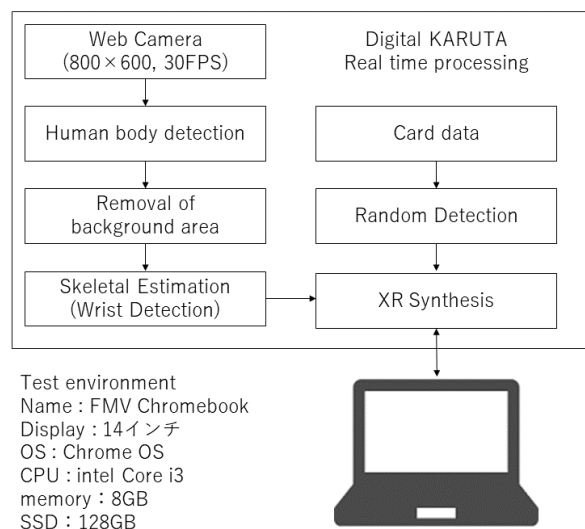 Web Camera
(800×600, 30FPS)
Digital KARUTA
Real time processing
Human body detection
Card data
Removal of
background area
Random Detection
Skeletal Estimation
(Wrist Detection)
XR Synthesis
Test environment
Name : FMV Chromebook
Display : 14インチ
OS : Chrome OS
CPU : intel Core i3
memory：8GB
SSD：128GB